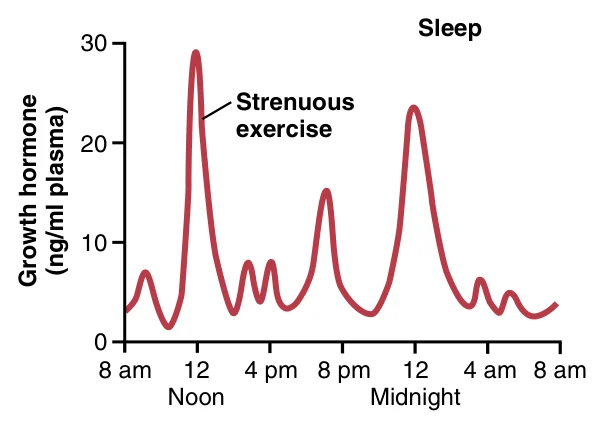 Sleep
30
20
10
0
Growth hormone
(ng/ml plasma)
Strenuous
exercise
8 am 12 4 pm 8 pm 12 4 am 8 am
Noon Midnight